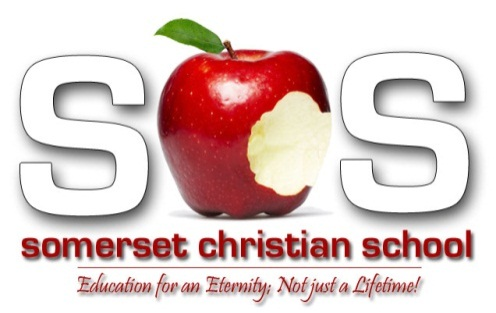 S S
somerset christian school
Education for an Eternity; Not just a Lifetime!